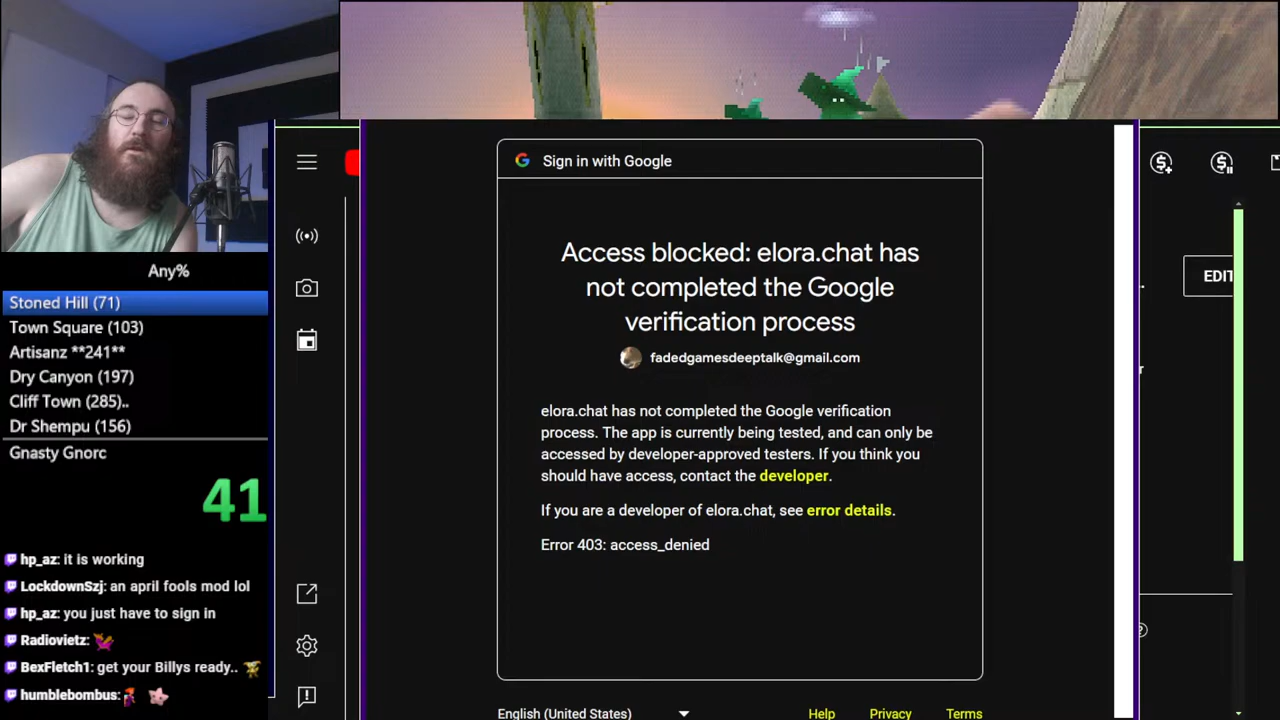 Any%
Stoned Hill (71)
Town Square (103)
Artisanz **241**
Dry Canyon (197)
Cliff Town (285)..
Dr Shempu (156)
Gnasty Gnorc
41
hp_az: it is working
LockdownSzj: an april fools mod lol
hp_az: you just have to sign in
Radiovietz:
BexFletch1: get your Billys ready..
humblebombus:
Sign in with Google
Access blocked: elora.chat has
not completed the Google
verification process
fadedgamesdeeptalk@gmail.com
elora.chat has not completed the Google verification
process. The app is currently being tested, and can only be
accessed by developer-approved testers. If you think you
should have access, contact the developer.
If you are a developer of elora.chat, see error details.
Error 403: access_denied
English (United States)
Help Privacy Terms
EDIT